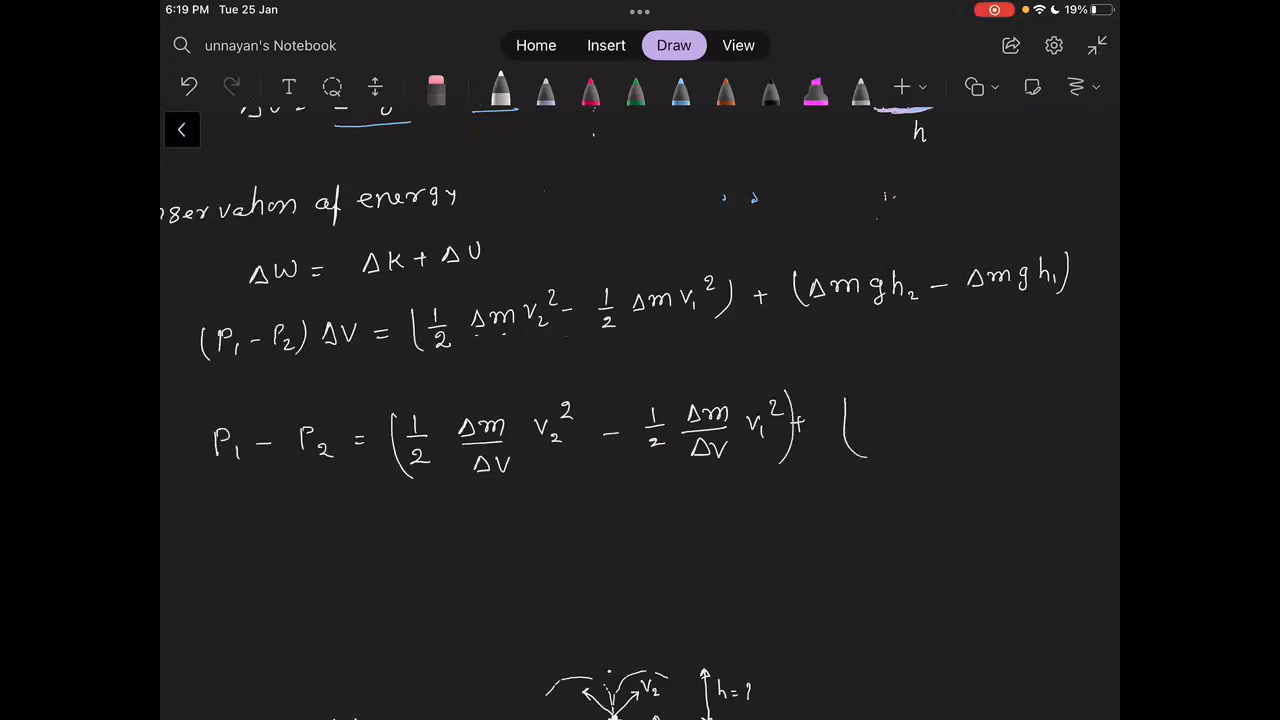 6:19 PM Tue 25 Jan
19%
unnayan's Notebook
Home Insert Draw View
h
nservation of energy
ΔW = ΔK + ΔU
(P₁ - P₂) ΔV = (1/2 Δm v₂² - 1/2 Δm v₁²) + (Δm g h₂ - Δm g h₁)
P₁ - P₂ = (1/2 Δm/ΔV v₂² - 1/2 Δm/ΔV v₁²) + (
v₂ h = ?